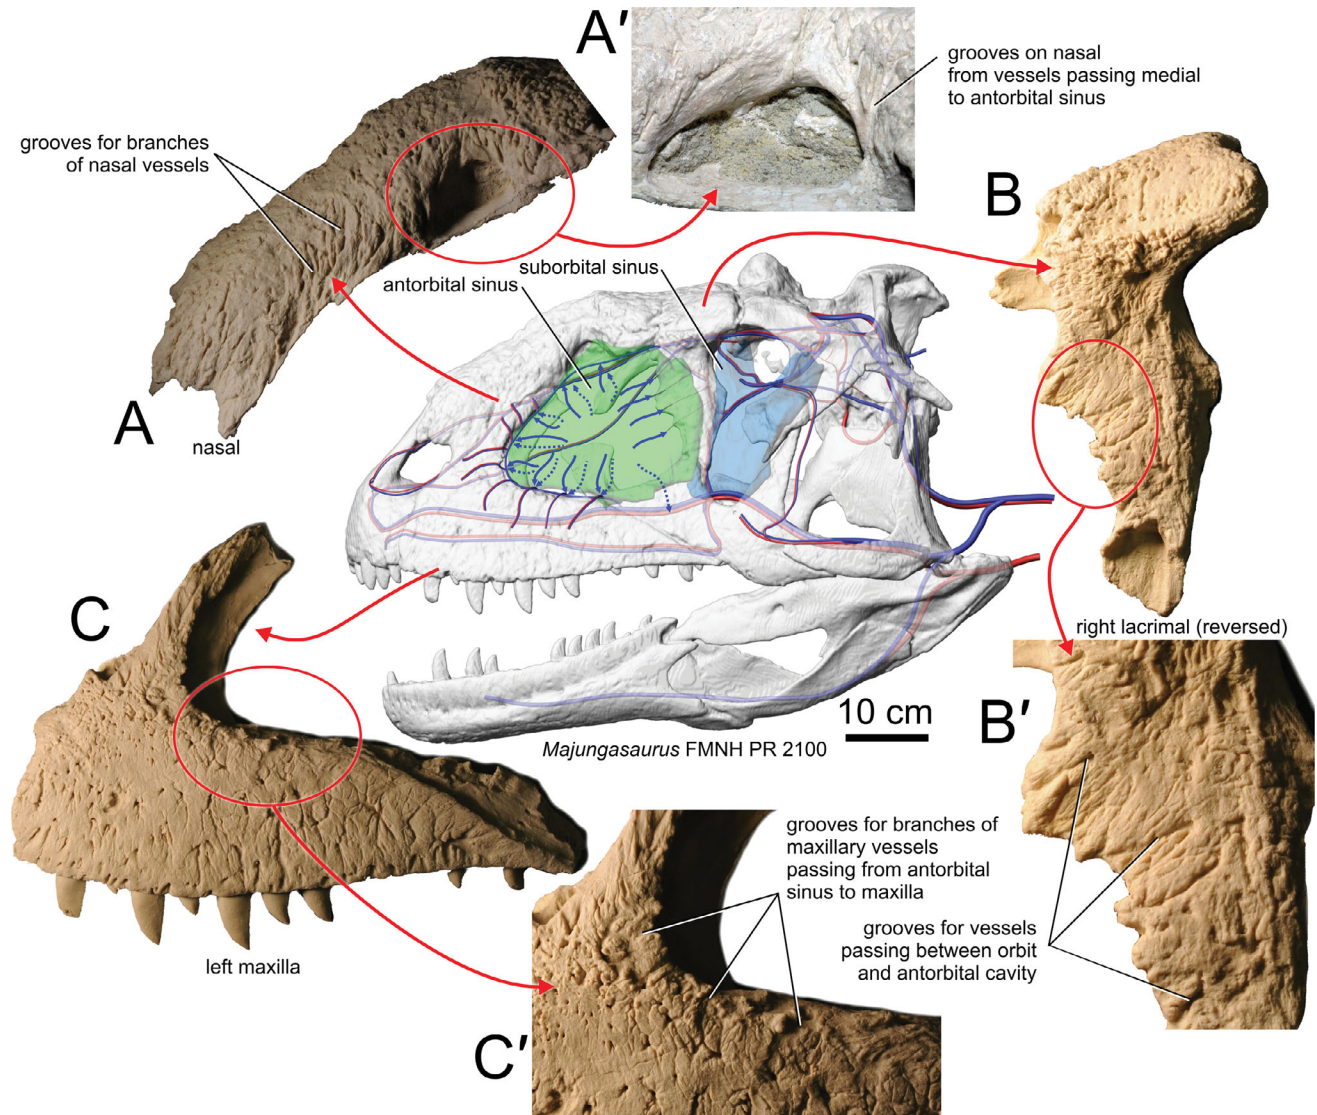 A′
grooves on nasal
from vessels passing medial
to antorbital sinus
grooves for branches
of nasal vessels
B
suborbital sinus
antorbital sinus
A
nasal
C
right lacrimal (reversed)
10 cm
B′
Majungasaurus FMNH PR 2100
grooves for branches of
maxillary vessels
passing from antorbital
sinus to maxilla
grooves for vessels
passing between orbit
and antorbital cavity
left maxilla
C′